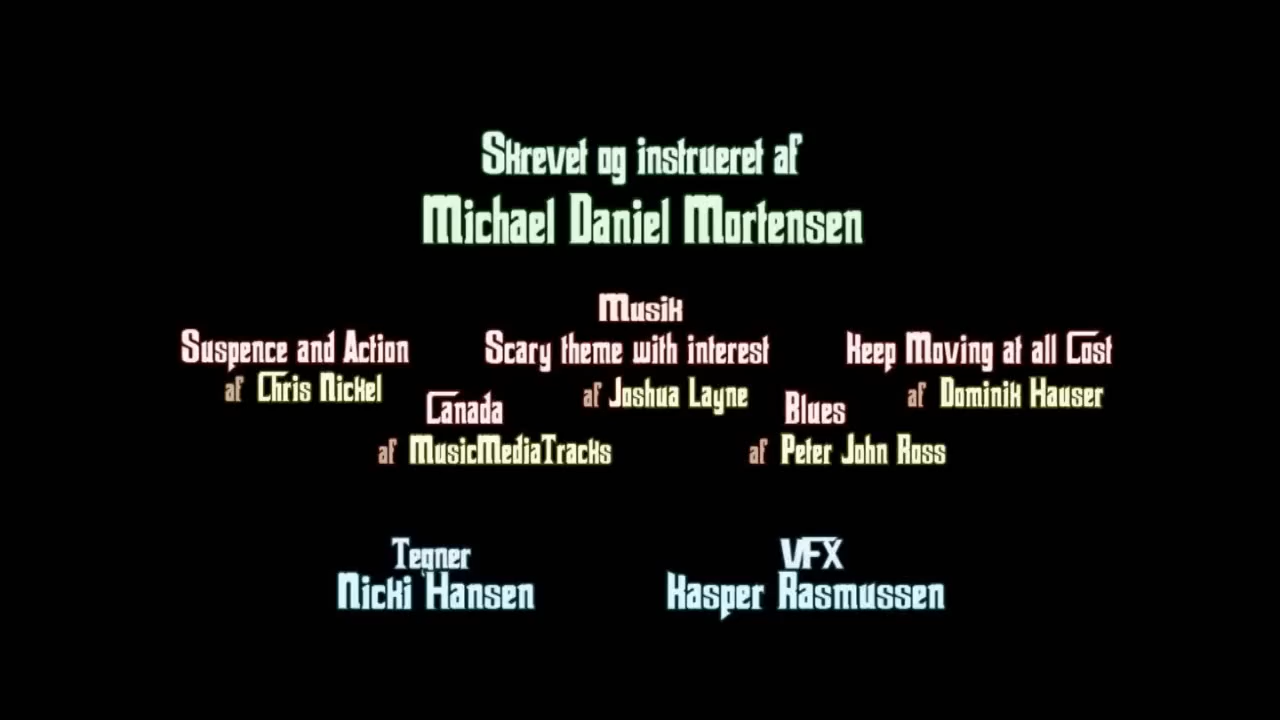 Skrevet og instrueret af
Michael Daniel Mortensen
Musik
Suspence and Action
af Chris Nickel
Scary theme with interest
af Joshua Layne
Keep Moving at all Cost
af Dominik Hauser
Canada
af MusicMediaTracks
Blues
af Peter John Ross
Tegner
Nicki Hansen
VFX
Kasper Rasmussen